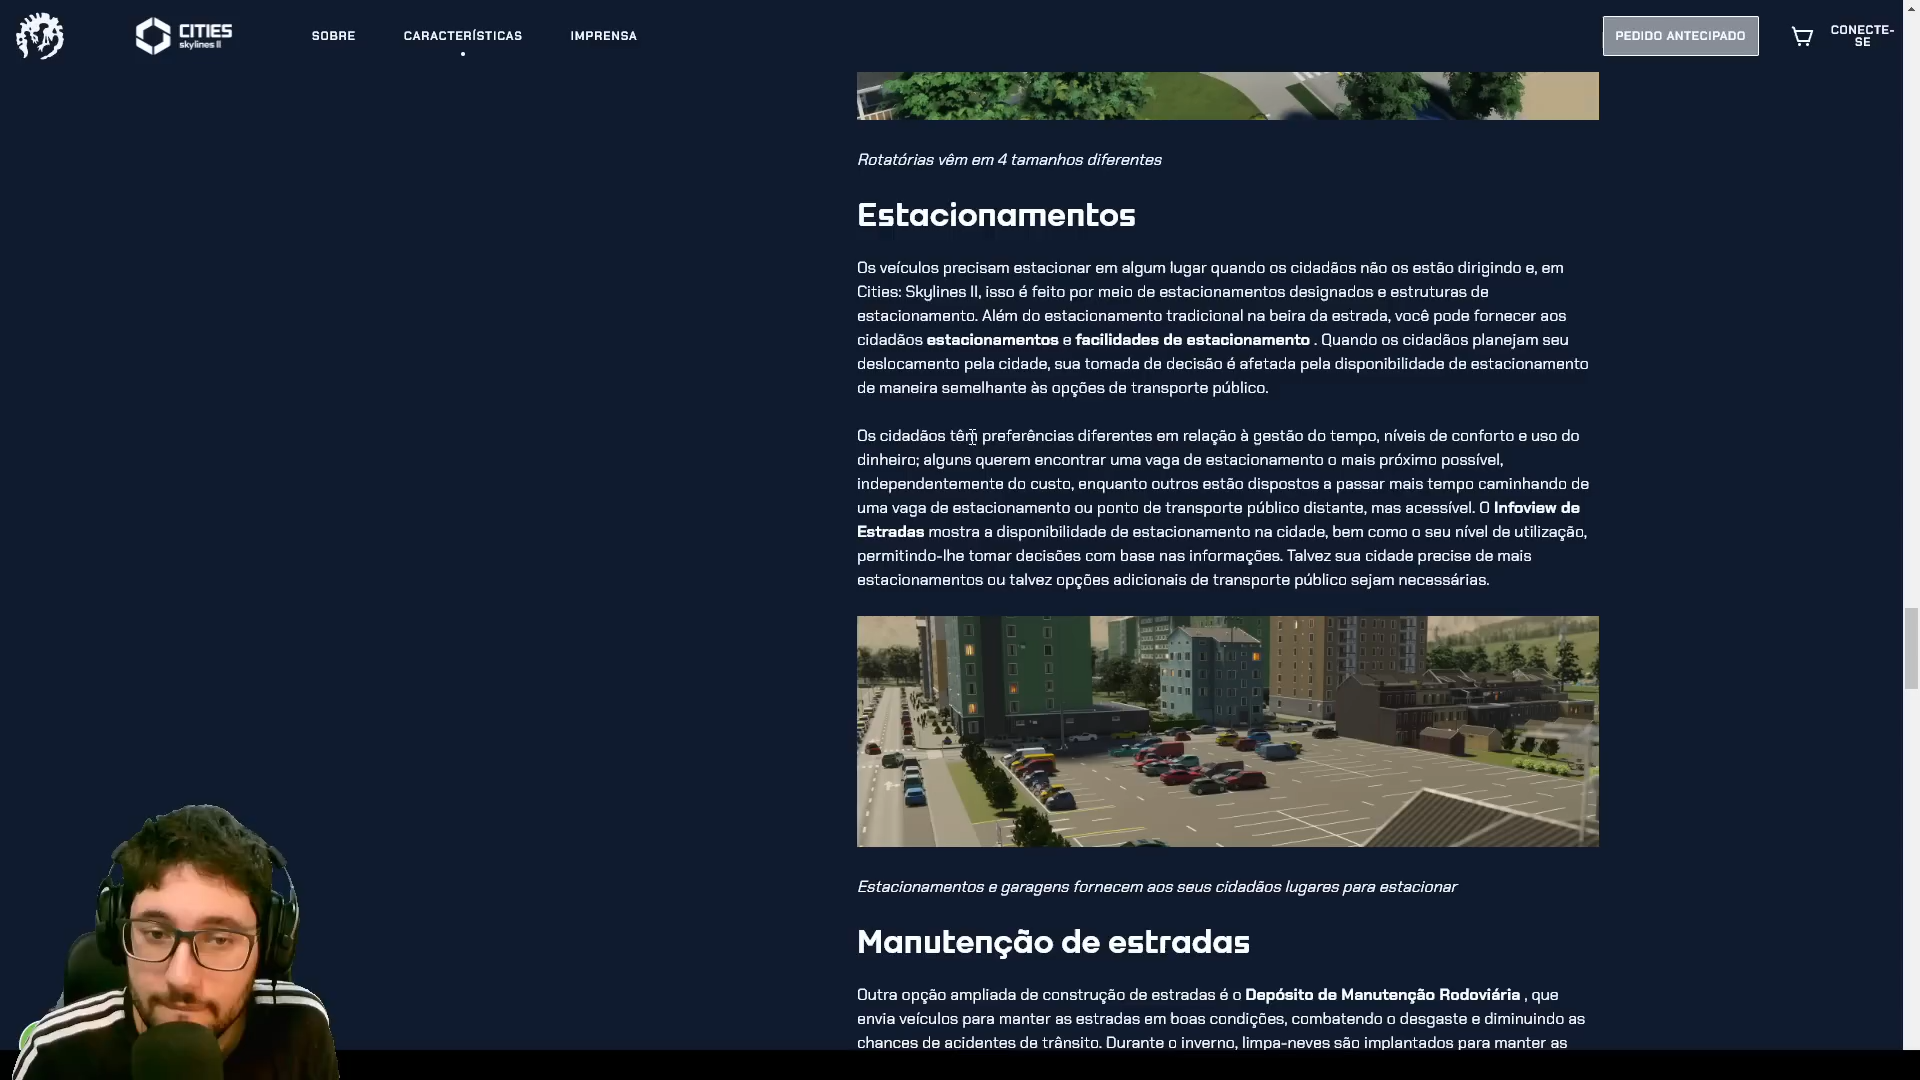 CITIES
skylines II
SOBRE
CARACTERÍSTICAS
IMPRENSA
PEDIDO ANTECIPADO
CONECTE-
SE
Rotatórias vêm em 4 tamanhos diferentes
Estacionamentos
Os veículos precisam estacionar em algum lugar quando os cidadãos não os estão dirigindo e, em
Cities: Skylines II, isso é feito por meio de estacionamentos designados e estruturas de
estacionamento. Além do estacionamento tradicional na beira da estrada, você pode fornecer aos
cidadãos estacionamentos e facilidades de estacionamento . Quando os cidadãos planejam seu
deslocamento pela cidade, sua tomada de decisão é afetada pela disponibilidade de estacionamento
de maneira semelhante às opções de transporte público.
Os cidadãos têm preferências diferentes em relação à gestão do tempo, níveis de conforto e uso do
dinheiro; alguns querem encontrar uma vaga de estacionamento o mais próximo possível,
independentemente do custo, enquanto outros estão dispostos a passar mais tempo caminhando de
uma vaga de estacionamento ou ponto de transporte público distante, mas acessível. O Infoview de
Estradas mostra a disponibilidade de estacionamento na cidade, bem como o seu nível de utilização,
permitindo-lhe tomar decisões com base nas informações. Talvez sua cidade precise de mais
estacionamentos ou talvez opções adicionais de transporte público sejam necessárias.
Estacionamentos e garagens fornecem aos seus cidadãos lugares para estacionar
Manutenção de estradas
Outra opção ampliada de construção de estradas é o Depósito de Manutenção Rodoviária , que
envia veículos para manter as estradas em boas condições, combatendo o desgaste e diminuindo as
chances de acidentes de trânsito. Durante o inverno, limpa-neves são implantados para manter as